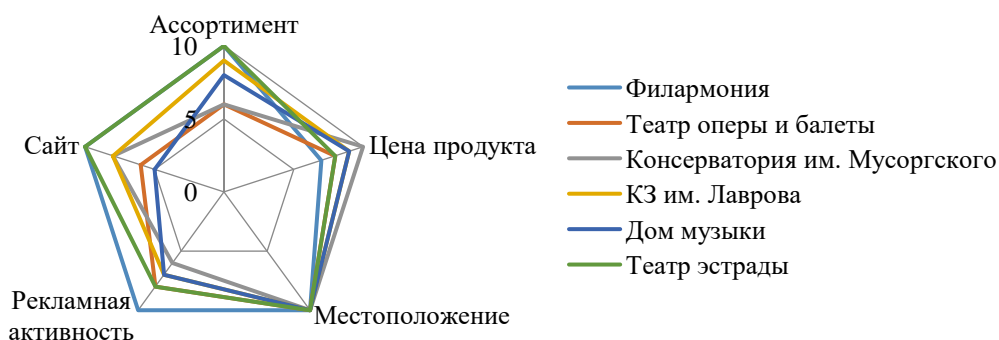 Ассортимент
10
5
0
Сайт
Цена продукта
Рекламная
активность
Местоположение
Филармония
Театр оперы и балеты
Консерватория им. Мусоргского
КЗ им. Лаврова
Дом музыки
Театр эстрады